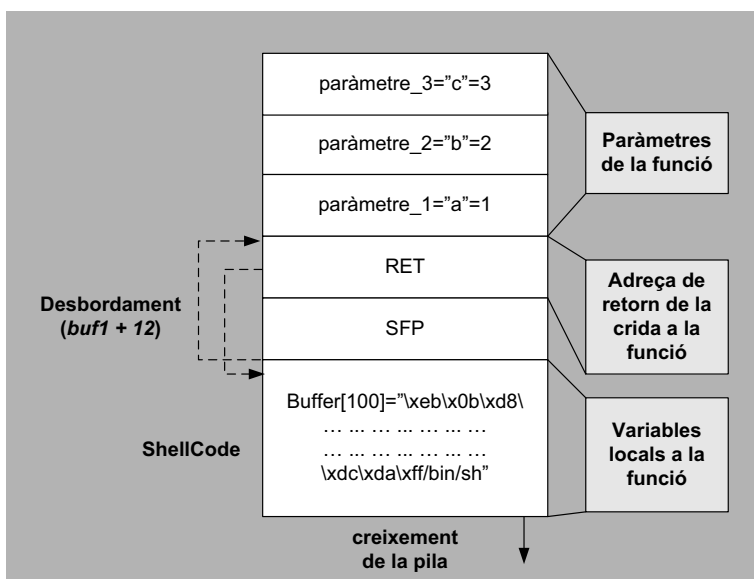 paràmetre_3=”c”=3
paràmetre_2=”b”=2
paràmetre_1=”a”=1
RET
SFP
Buffer[100]=”\xeb\x0b\xd8\
… ... … ... … ... …
… ... … ... … ... …
\xdc\xda\xff/bin/sh”
Paràmetres
de la funció
Adreça de
retorn de la
crida a la
funció
Variables
locals a la
funció
Desbordament
(buf1 + 12)
ShellCode
creixement
de la pila